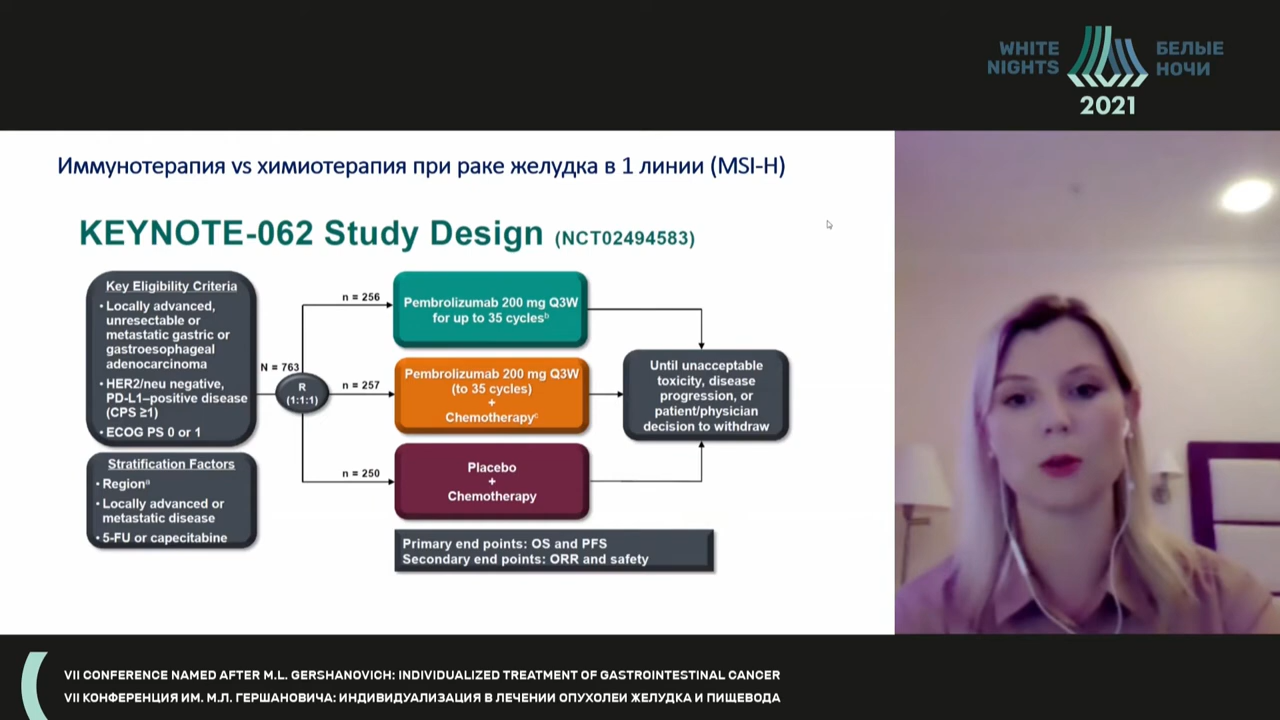 WHITE
NIGHTS
БЕЛЫЕ
НОЧИ
2021
Иммунотерапия vs химиотерапия при раке желудка в 1 линии (MSI-H)
KEYNOTE-062 Study Design (NCT02494583)
Key Eligibility Criteria
• Locally advanced,
unresectable or
metastatic gastric or
gastroesophageal
adenocarcinoma
• HER2/neu negative,
PD-L1–positive disease
(CPS ≥1)
• ECOG PS 0 or 1
Stratification Factors
• Regionᵃ
• Locally advanced or
metastatic disease
• 5-FU or capecitabine
N = 763
R
(1:1:1)
n = 256
n = 257
n = 250
Pembrolizumab 200 mg Q3W
for up to 35 cyclesᵇ
Pembrolizumab 200 mg Q3W
(to 35 cycles)
+
Chemotherapyᶜ
Placebo
+
Chemotherapy
Until unacceptable
toxicity, disease
progression, or
patient/physician
decision to withdraw
Primary end points: OS and PFS
Secondary end points: ORR and safety
VII CONFERENCE NAMED AFTER M.L. GERSHANOVICH: INDIVIDUALIZED TREATMENT OF GASTROINTESTINAL CANCER
VII КОНФЕРЕНЦИЯ ИМ. М.Л. ГЕРШАНОВИЧА: ИНДИВИДУАЛИЗАЦИЯ В ЛЕЧЕНИИ ОПУХОЛЕИ ЖЕЛУДКА И ПИЩЕВОДА